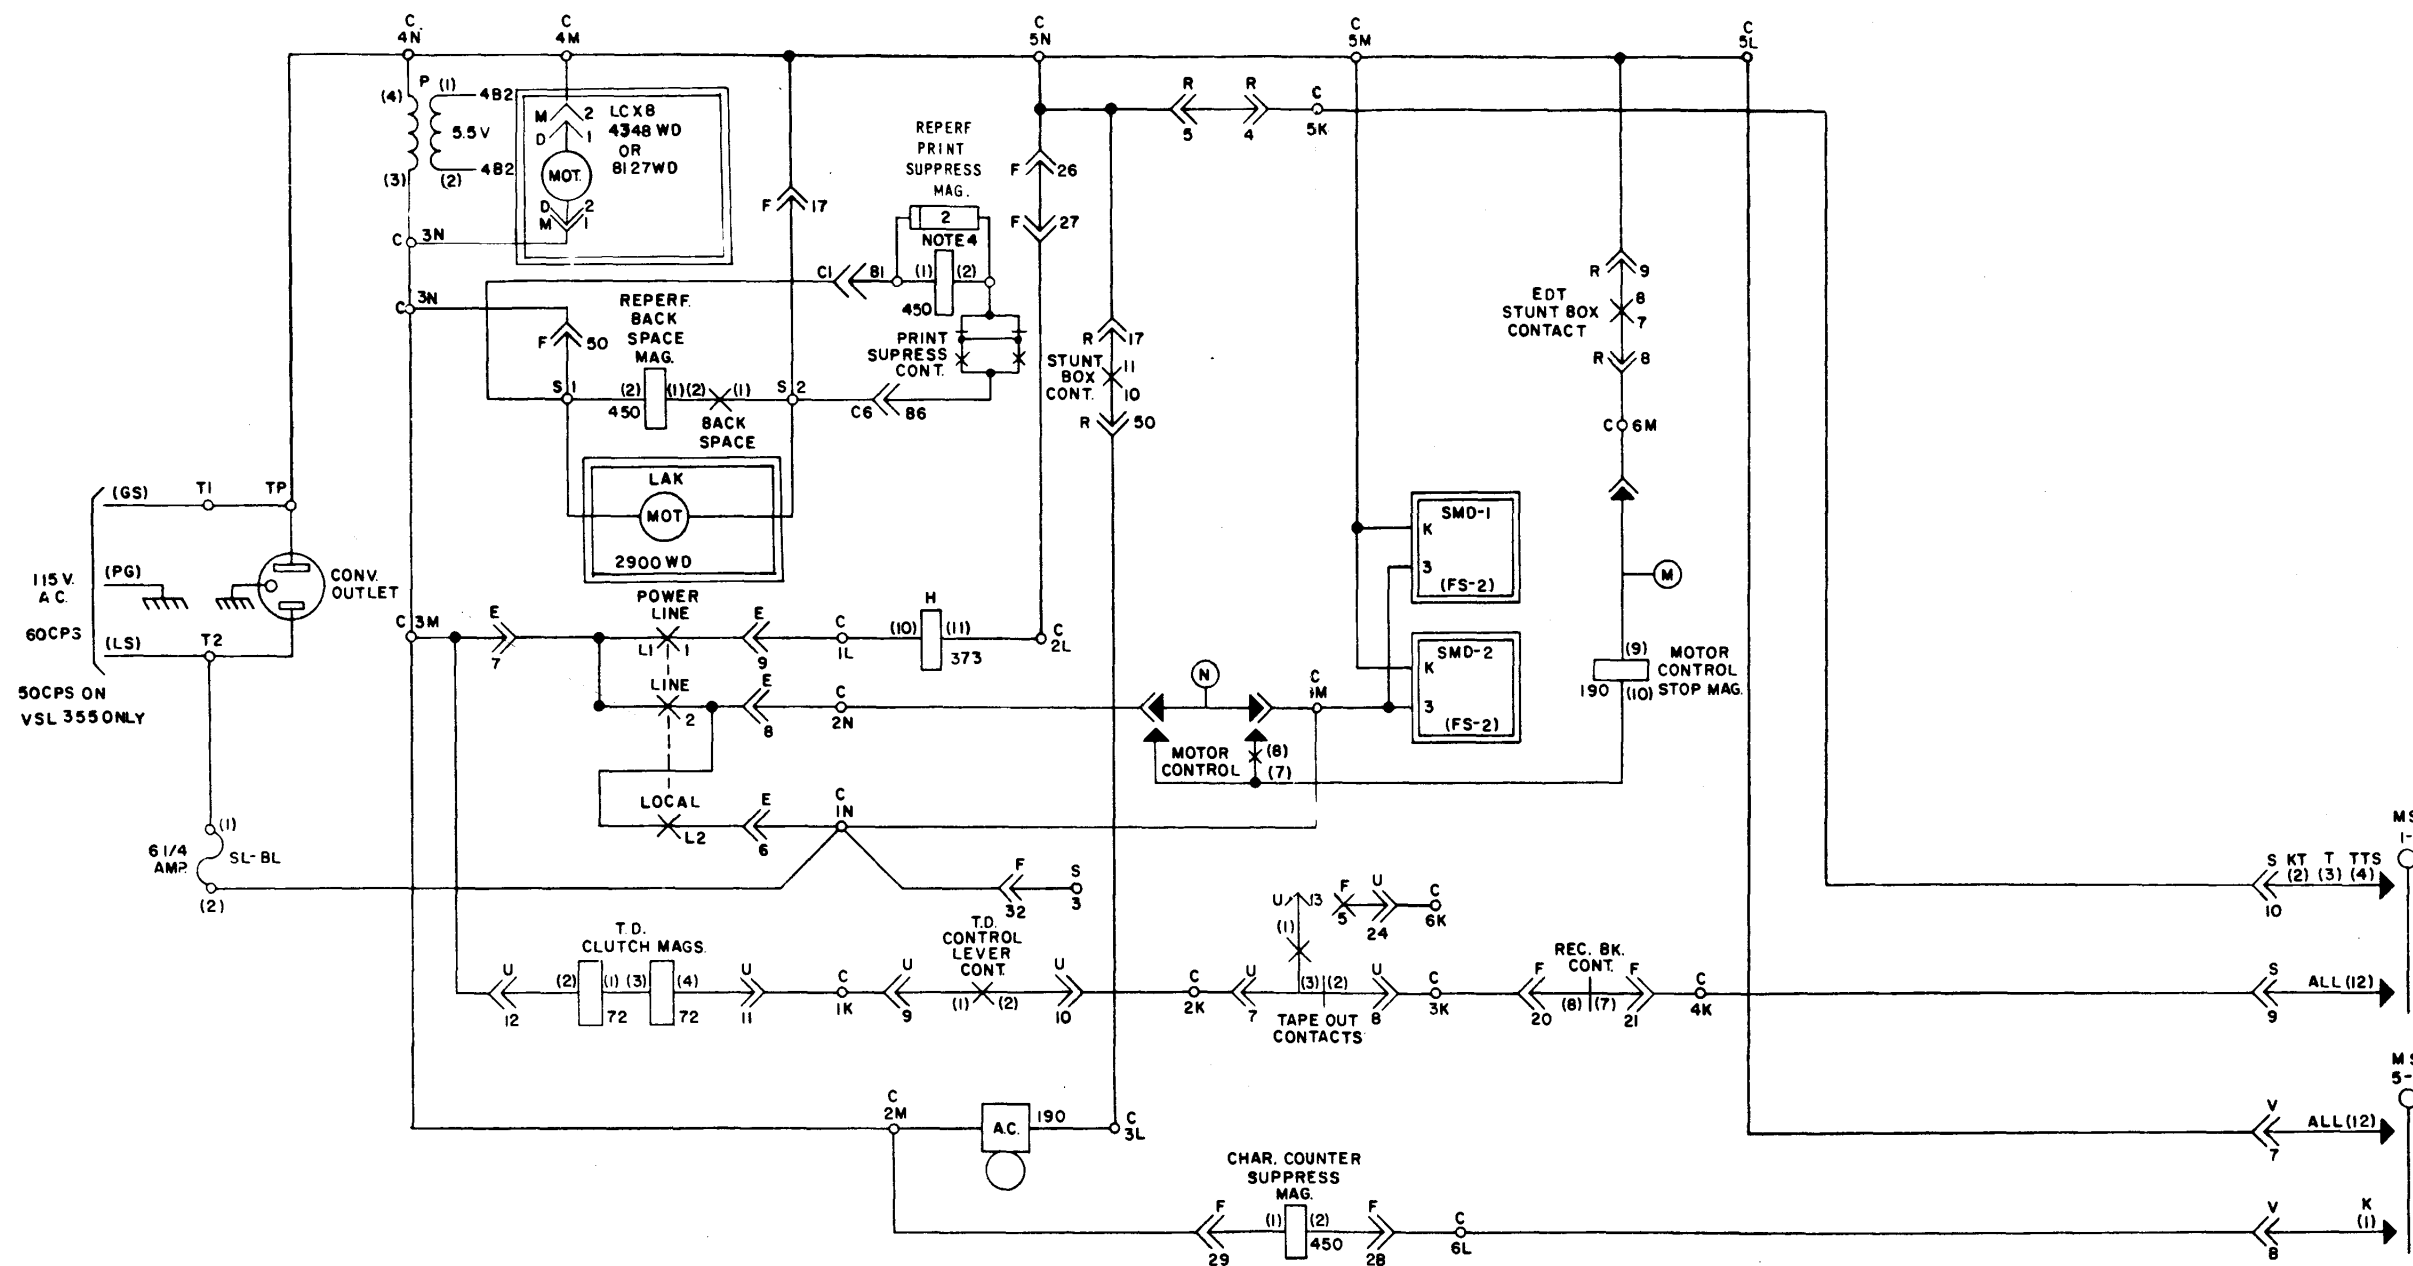 C
4N
C
4M
C
5N
C
5M
C
5L
P
(1)
(4)
4B2
5.5V
4B2
(3)
(2)
M
2
D
1
LCXB
4348 WD
OR
8127WD
MOT.
D
2
M
1
C
3N
F
17
REPERF
PRINT
SUPPRESS
MAG.
2
NOTE 4
C1
81
(1)
(2)
450
F
26
F
27
R
5
R
4
C
5K
C
3N
REPERF.
BACK
SPACE
MAG.
F
50
S
1
(2)
450
(1)
(2)
(1)
BACK
SPACE
S
2
PRINT
SUPRESS
CONT.
C6
86
R
17
STUNT
BOX
CONT.
11
10
R
50
R
9
EDT
STUNT BOX
CONTACT
8
7
R
8
C
6M
LAK
MOT
2900WD
(GS)
T1
TP
115 V.
A C.
60CPS
(PG)
CONV.
OUTLET
(LS)
T2
50CPS ON
VSL 355 ONLY
SMD-1
K
3
(FS-2)
M
SMD-2
K
3
(FS-2)
(9)
190
(10)
MOTOR
CONTROL
STOP MAG.
C
3M
E
7
POWER
LINE
L1
1
E
9
C
1L
H
(10)
(11)
373
C
2L
LINE
2
E
8
C
2N
N
C
M
MOTOR
CONTROL
(8)
(7)
LOCAL
L2
E
6
C
1N
(1)
6 1/4
AMP.
SL-BL
(2)
F
32
S
3
U
13
(1)
F
5
U
24
C
6K
S
10
KT
(2)
T
(3)
TTS
(4)
MS
1-
U
12
T.D.
CLUTCH MAGS.
(2)
72
(1)
(3)
(4)
72
U
11
C
1K
U
9
T.D.
CONTROL
LEVER
CONT.
(1)
(2)
U
10
C
2K
U
7
(3)
(2)
TAPE OUT
CONTACTS
U
8
C
3K
F
20
REC. BK.
CONT.
(8)
(7)
F
21
C
4K
S
9
ALL (12)
MS
5-
C
2M
A.C.
190
C
3L
V
7
ALL (12)
CHAR. COUNTER
SUPPRESS
MAG.
F
29
(1)
(2)
450
F
28
C
6L
V
8
K
(1)